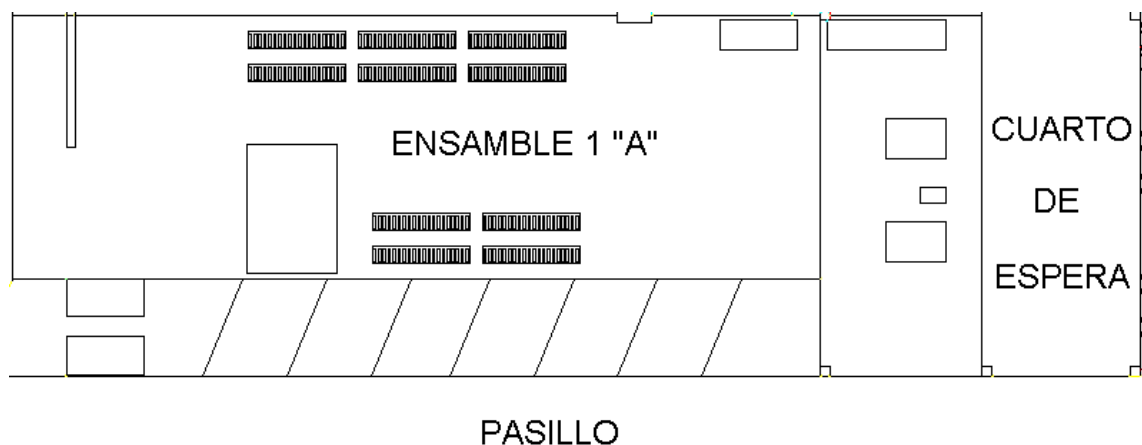 ENSAMBLE 1 "A"
CUARTO
DE
ESPERA
PASILLO